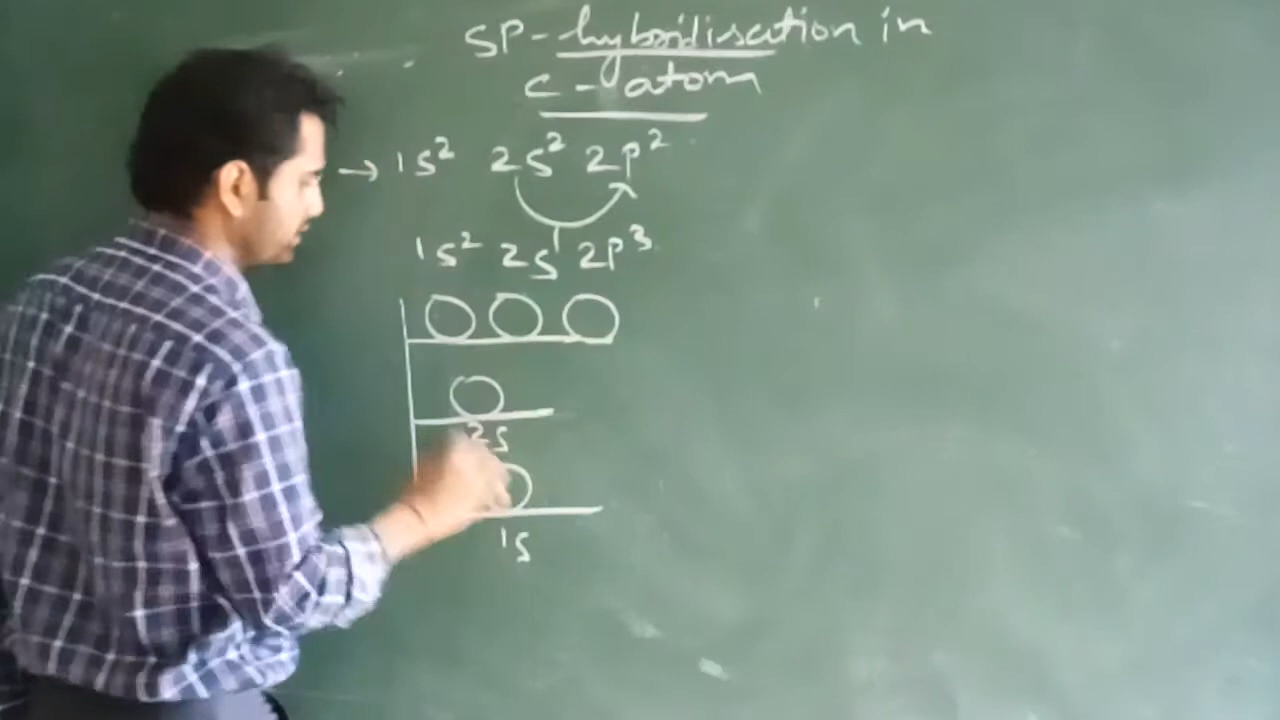 SP-hybridisation in
C-atom
→ 1s² 2s² 2p²
1s² 2s¹ 2p³
2s
1s